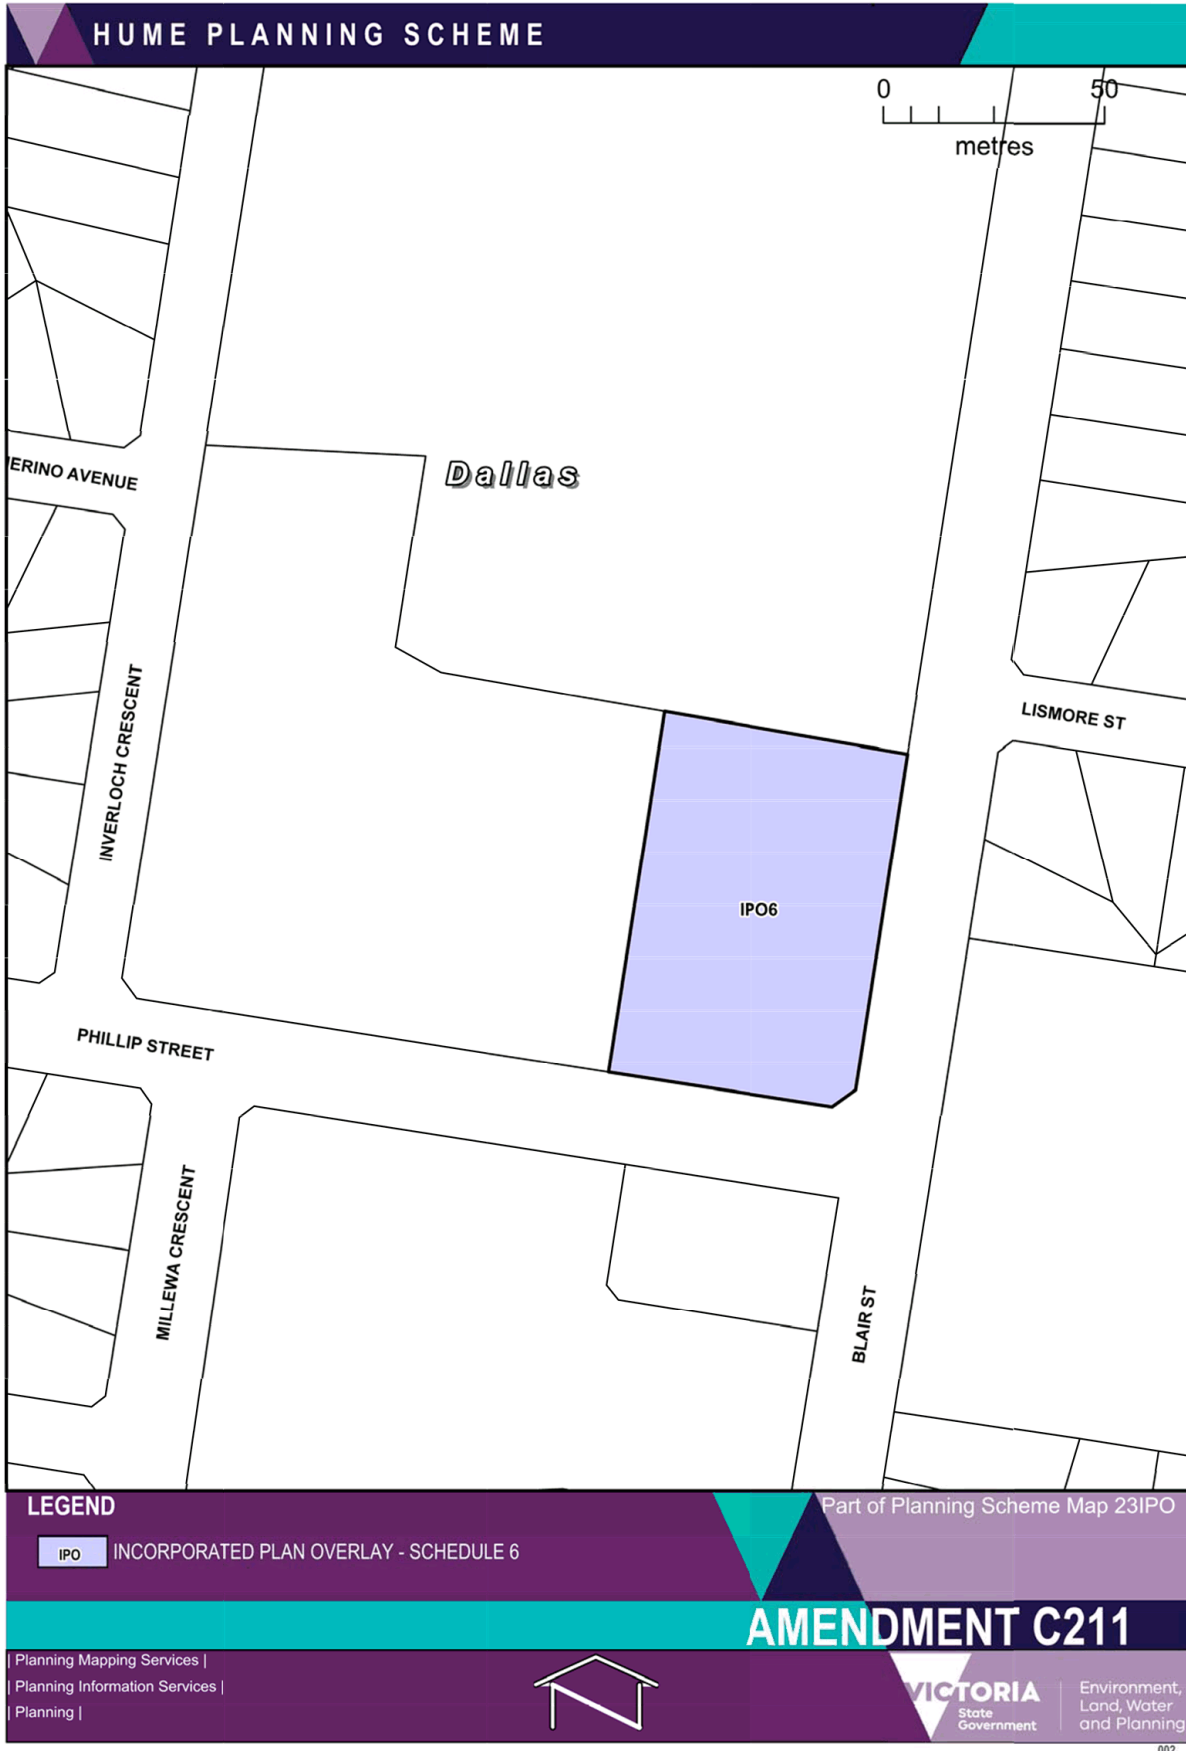 HUME PLANNING SCHEME
0 50
metres
Dallas
IERINO AVENUE
INVERLOCH CRESCENT
LISMORE ST
IPO6
PHILLIP STREET
MILLEWA CRESCENT
BLAIR ST
LEGEND
Part of Planning Scheme Map 23IPO
IPO INCORPORATED PLAN OVERLAY - SCHEDULE 6
AMENDMENT C211
| Planning Mapping Services |
| Planning Information Services |
| Planning |
VICTORIA
State
Government
Environment,
Land, Water
and Planning
002